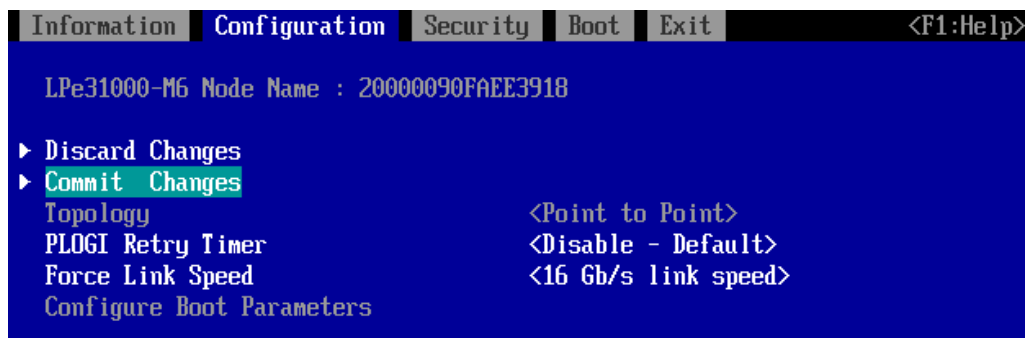 Information Configuration Security Boot Exit <F1:Help>
LPe31000-M6 Node Name : 20000090FAEE3918
Discard Changes
Commit  Changes
Topology <Point to Point>
PLOGI Retry Timer <Disable - Default>
Force Link Speed <16 Gb/s link speed>
Configure Boot Parameters